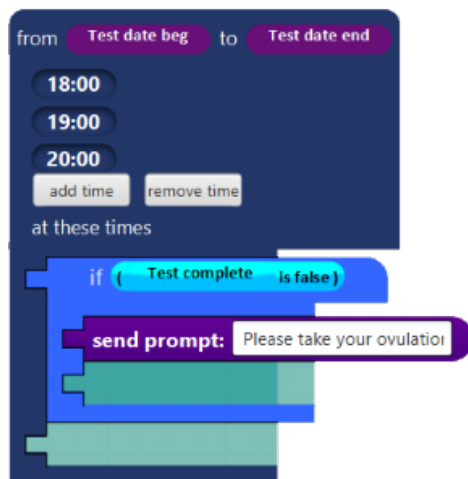 from Test date beg to Test date end
18:00
19:00
20:00
add time remove time
at these times
if ( Test complete is false )
send prompt: Please take your ovulation